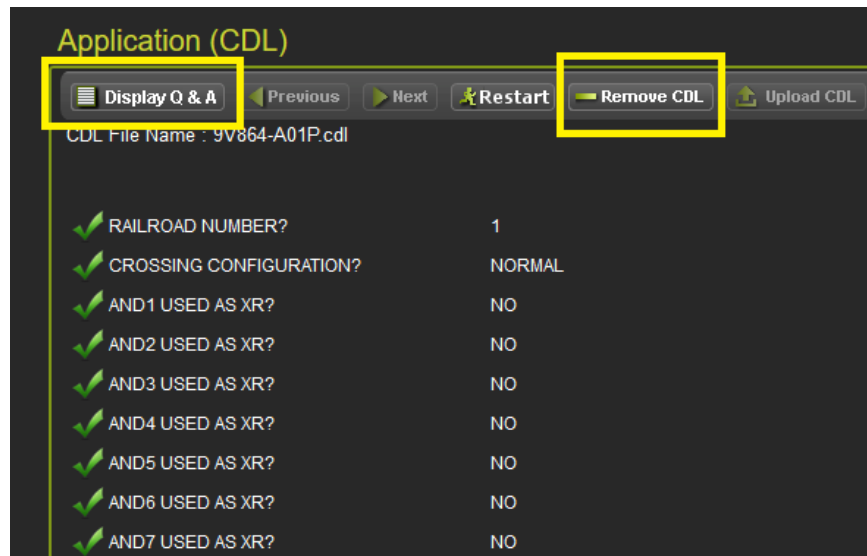 Application (CDL)
Display Q & A Previous Next Restart Remove CDL Upload CDL
CDL File Name : 9V864-A01P.cdl
RAILROAD NUMBER? 1
CROSSING CONFIGURATION? NORMAL
AND1 USED AS XR? NO
AND2 USED AS XR? NO
AND3 USED AS XR? NO
AND4 USED AS XR? NO
AND5 USED AS XR? NO
AND6 USED AS XR? NO
AND7 USED AS XR? NO